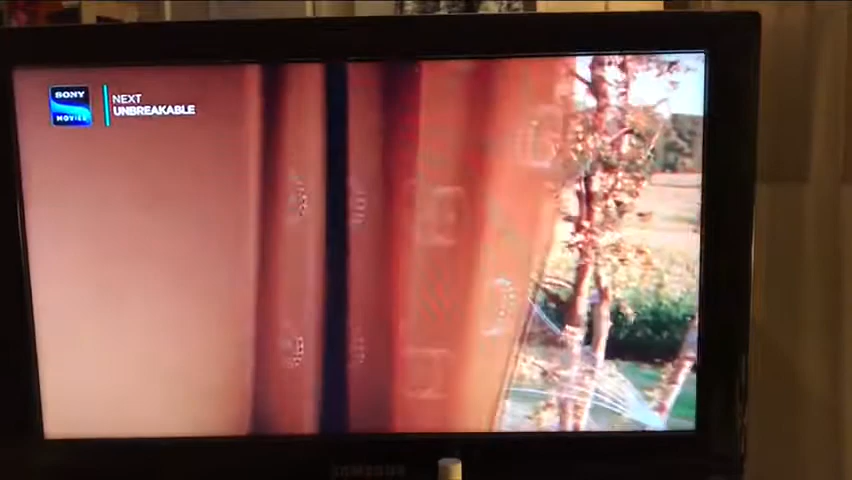 SONY
MOVIES
NEXT
UNBREAKABLE
SAMSUNG